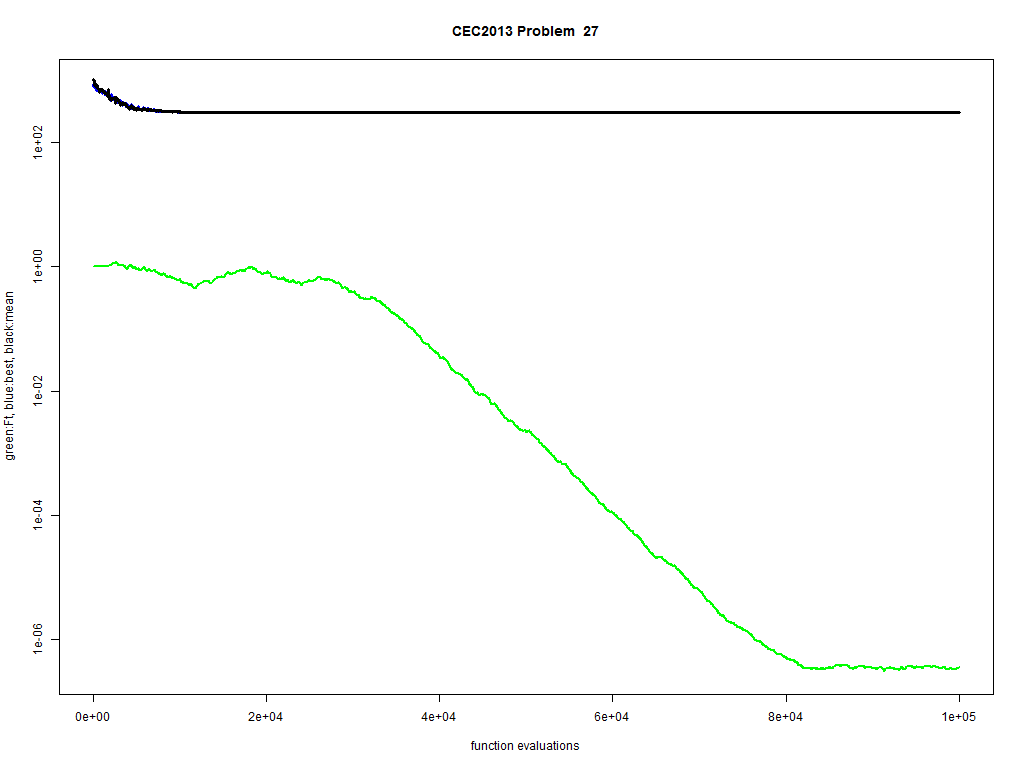 CEC2013 Problem  27
green:Ft, blue:best, black:mean
1e+02
1e+00
1e-02
1e-04
1e-06
0e+00
2e+04
4e+04
6e+04
8e+04
1e+05
function evaluations